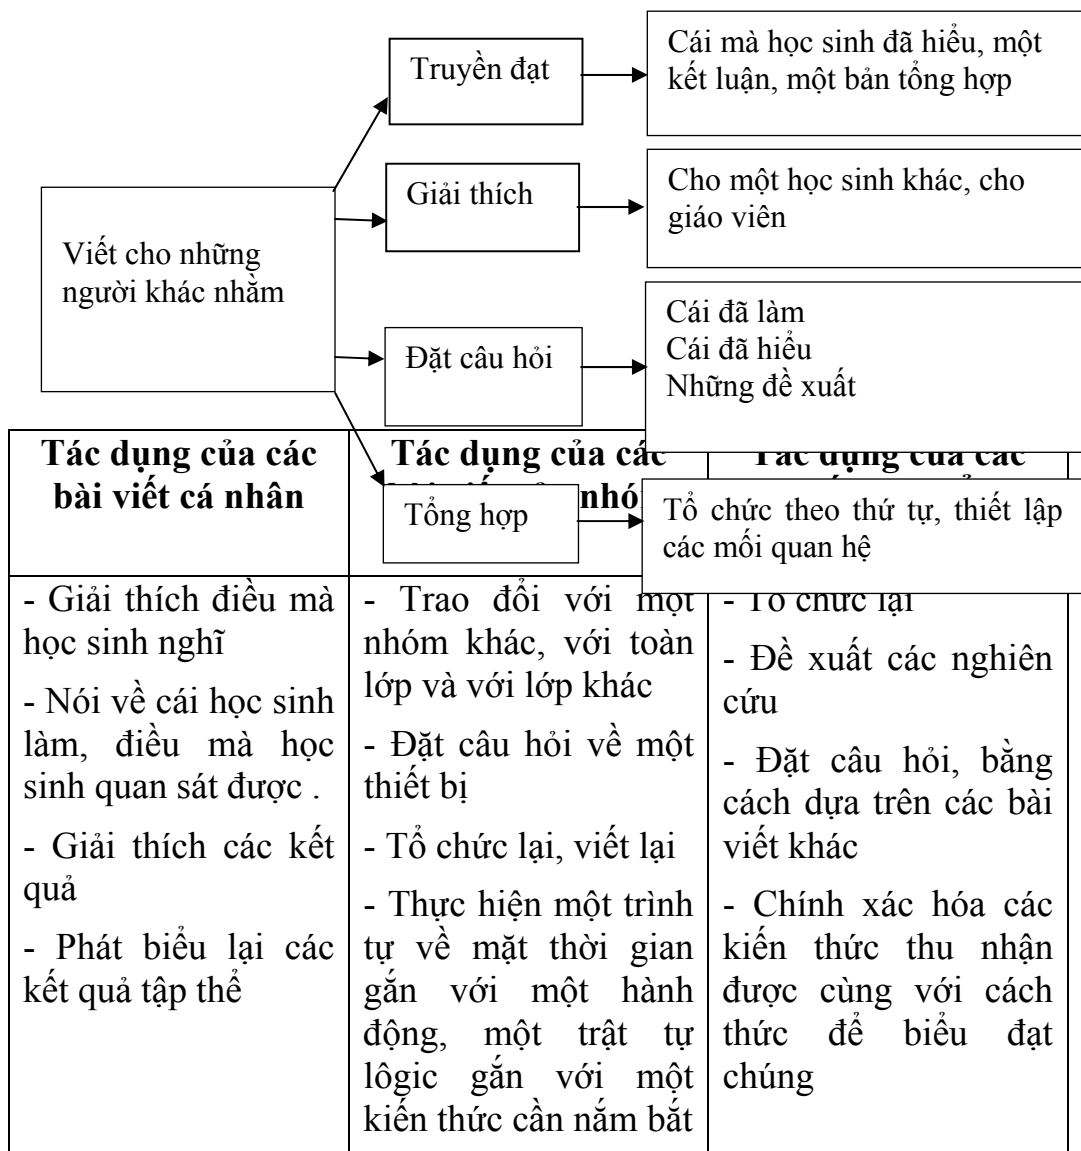 Truyền đạt
Cái mà học sinh đã hiểu, một
kết luận, một bản tổng hợp
Giải thích
Cho một học sinh khác, cho
giáo viên
Viết cho những
người khác nhằm
Đặt câu hỏi
Cái đã làm
Cái đã hiểu
Những đề xuất
Tổng hợp
Tổ chức theo thứ tự, thiết lập
các mối quan hệ
Tác dụng của các
bài viết cá nhân
Tác dụng của các
Tác dụng của các
- Giải thích điều mà
học sinh nghĩ
- Nói về cái học sinh
làm, điều mà học
sinh quan sát được .
- Giải thích các kết
quả
- Phát biểu lại các
kết quả tập thể
- Trao đổi với một
nhóm khác, với toàn
lớp và với lớp khác
- Đặt câu hỏi về một
thiết bị
- Tổ chức lại, viết lại
- Thực hiện một trình
tự về mặt thời gian
gắn với một hành
động, một trật tự
lôgic gắn với một
kiến thức cần nắm bắt
- Tổ chức lại
- Đề xuất các nghiên
cứu
- Đặt câu hỏi, bằng
cách dựa trên các bài
viết khác
- Chính xác hóa các
kiến thức thu nhận
được cùng với cách
thức để biểu đạt
chúng